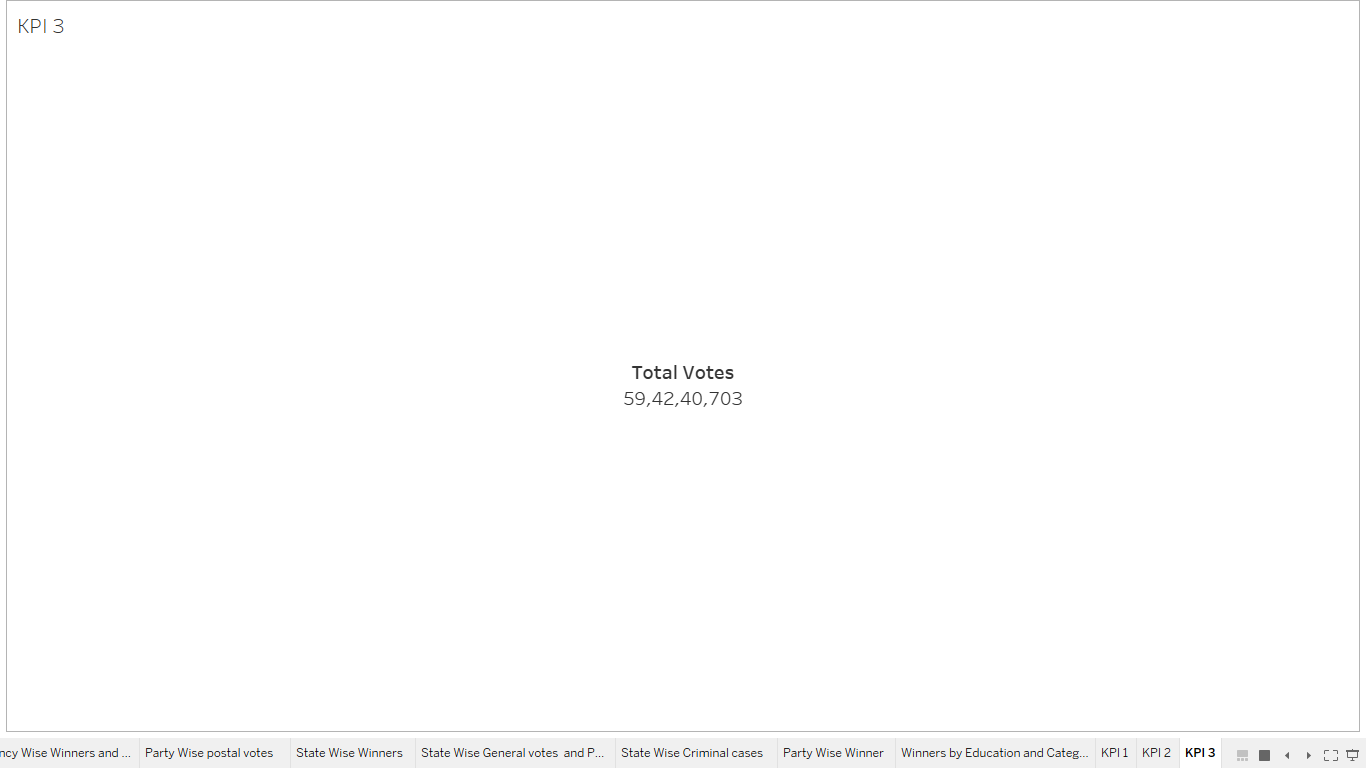 KPI 3
Total Votes
59,42,40,703
ncy Wise Winners and ...
Party Wise postal votes
State Wise Winners
State Wise General votes and P...
State Wise Criminal cases
Party Wise Winner
Winners by Education and Categ...
KPI 1
KPI 2
KPI 3